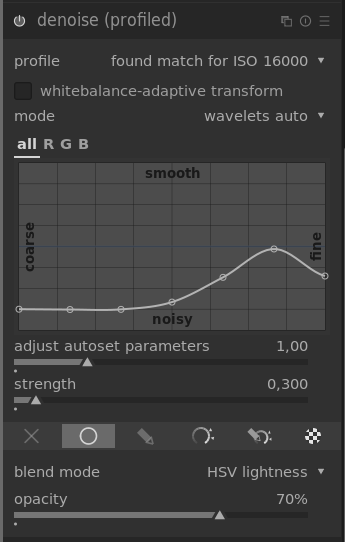 denoise (profiled)
profile found match for ISO 16000
whitebalance-adaptive transform
mode wavelets auto
all R G B
smooth
coarse
fine
noisy
adjust autoset parameters 1,00
strength 0,300
blend mode HSV lightness
opacity 70%